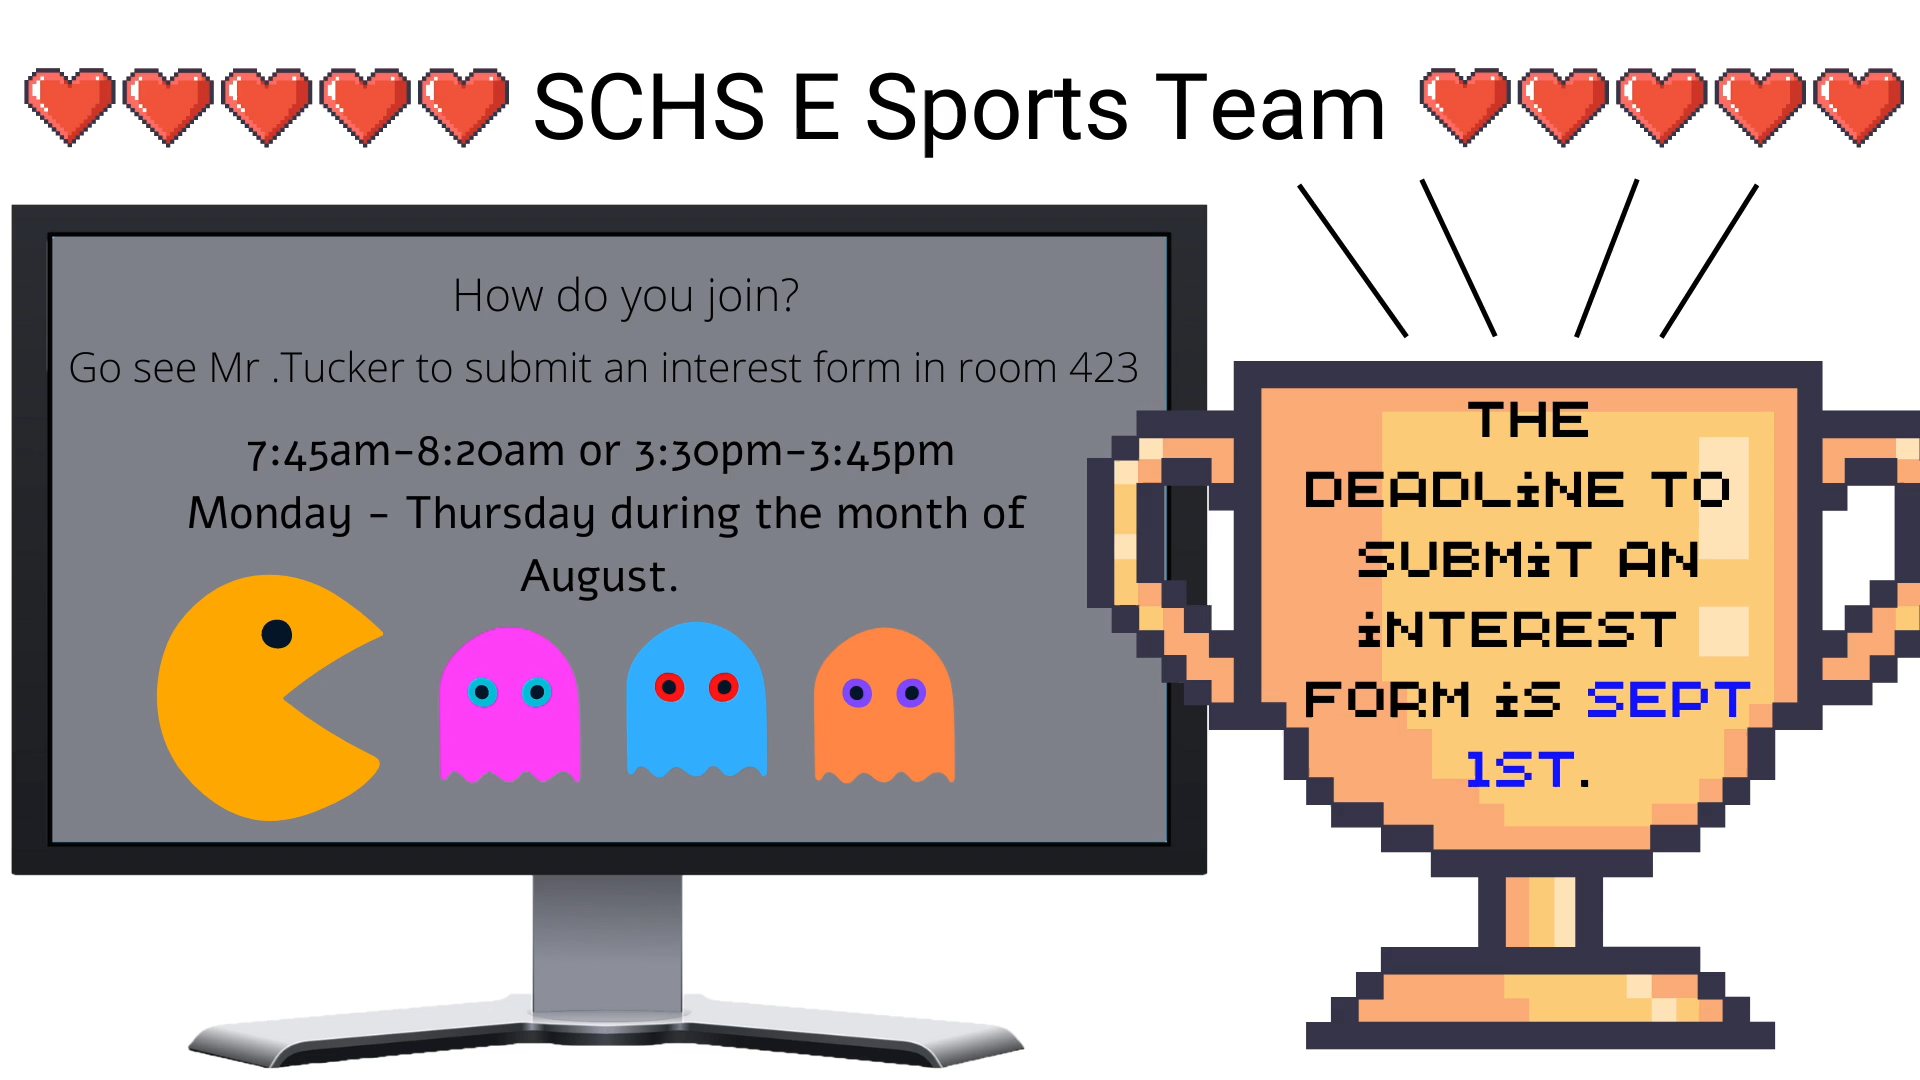 SCHS E Sports Team
How do you join?
Go see Mr .Tucker to submit an interest form in room 423
7:45am-8:20am or 3:30pm-3:45pm
Monday - Thursday during the month of
August.
THE
DEADLiNE TO
SUBMiT AN
iNTEREST
FORM iS SEPT
1ST.